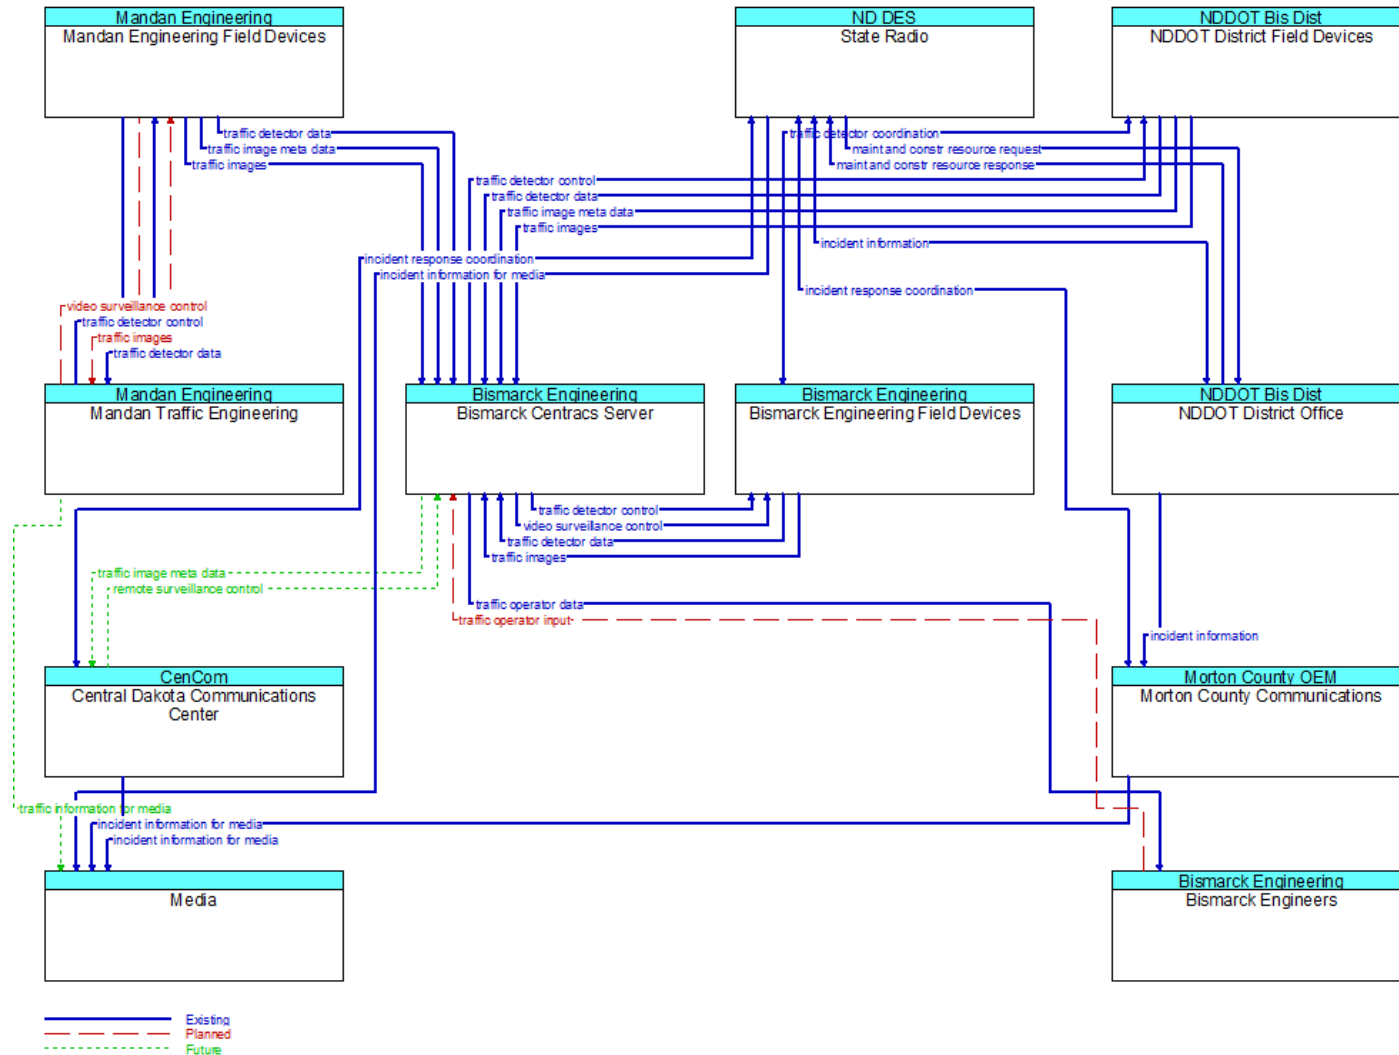 Mandan Engineering
Mandan Engineering Field Devices
ND DES
State Radio
NDDOT Bis Dist
NDDOT District Field Devices
traffic detector data
traffic image meta data
traffic images
traffic detector coordination
maint and constr resource request
maint and constr resource response
traffic detector control
traffic detector data
traffic image meta data
traffic images
incident information
incident response coordination
incident information for media
incident response coordination
video surveillance control
traffic detector control
traffic images
traffic detector data
Mandan Engineering
Mandan Traffic Engineering
Bismarck Engineering
Bismarck Centracs Server
Bismarck Engineering
Bismarck Engineering Field Devices
NDDOT Bis Dist
NDDOT District Office
traffic detector control
video surveillance control
traffic detector data
traffic images
traffic image meta data
remote surveillance control
traffic operator data
traffic operator input
incident information
CenCom
Central Dakota Communications
Center
Morton County OEM
Morton County Communications
traffic information for media
incident information for media
incident information for media
Media
Bismarck Engineering
Bismarck Engineers
Existing
Planned
Future